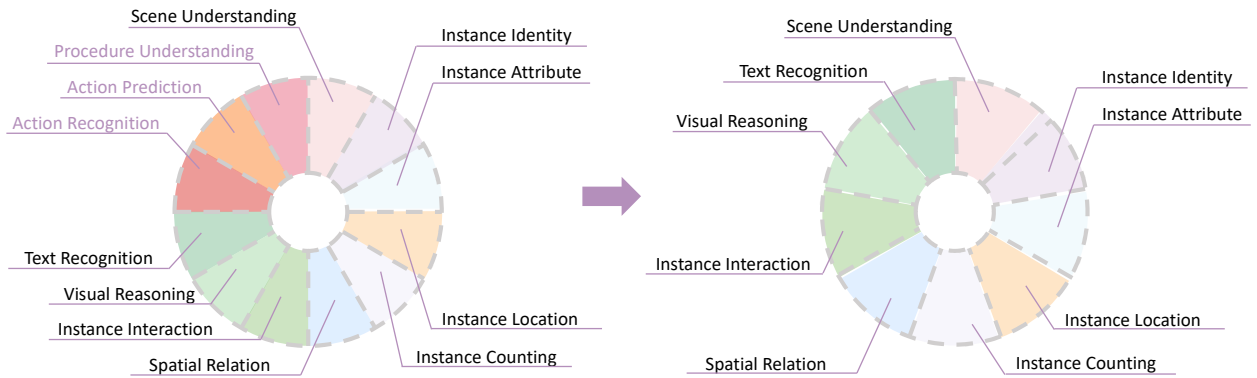 Scene Understanding
Procedure Understanding
Action Prediction
Action Recognition
Instance Identity
Instance Attribute
Text Recognition
Visual Reasoning
Instance Interaction
Spatial Relation
Instance Location
Instance Counting
Scene Understanding
Text Recognition
Visual Reasoning
Instance Identity
Instance Attribute
Instance Interaction
Spatial Relation
Instance Location
Instance Counting